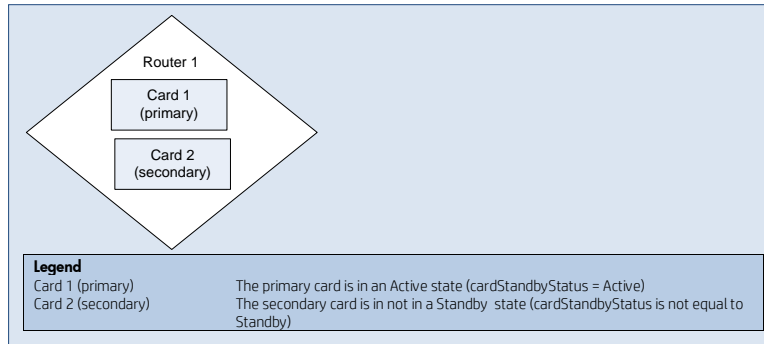 Router 1
Card 1
(primary)
Card 2
(secondary)
Legend
Card 1 (primary) The primary card is in an Active state (cardStandbyStatus = Active)
Card 2 (secondary) The secondary card is in not in a Standby state (cardStandbyStatus is not equal to
Standby)